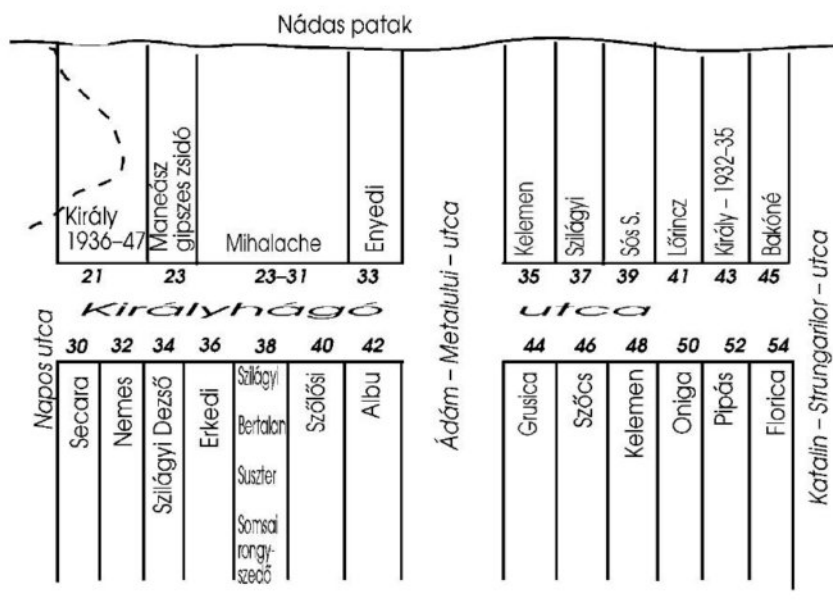 Nádas patak
Király
1936–47
Maneász
gipszes zsidó
Mihalache
Enyedi
Kelemen
Szilágyi
Sós S.
Lőrincz
Király – 1932–35
Bakóné
21
23
23–31
33
35
37
39
41
43
45
Királyhágó utca
Napos utca
Ádám – Metalului – utca
Katalin – Strungarilor – utca
30
32
34
36
38
40
42
44
46
48
50
52
54
Secara
Nemes
Szilágyi Dezső
Erkedi
Szilágyi
Bertalan
Suszter
Somsai
rongy-
szedő
Szőlősi
Albu
Grusica
Szőcs
Kelemen
Oniga
Pipás
Florica